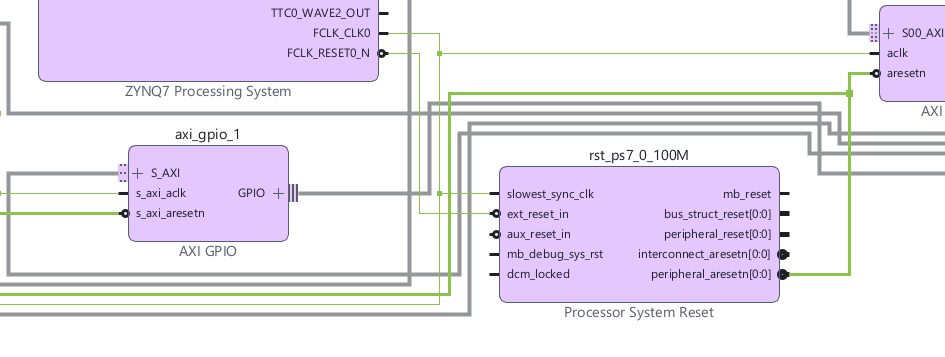 TTC0_WAVE2_OUT
FCLK_CLK0
FCLK_RESET0_N
ZYNQ7 Processing System
S00_AXI
aclk
aresetn
AXI
axi_gpio_1
S_AXI
s_axi_aclk
GPIO
s_axi_aresetn
AXI GPIO
rst_ps7_0_100M
slowest_sync_clk
mb_reset
ext_reset_in
bus_struct_reset[0:0]
aux_reset_in
peripheral_reset[0:0]
mb_debug_sys_rst
interconnect_aresetn[0:0]
dcm_locked
peripheral_aresetn[0:0]
Processor System Reset